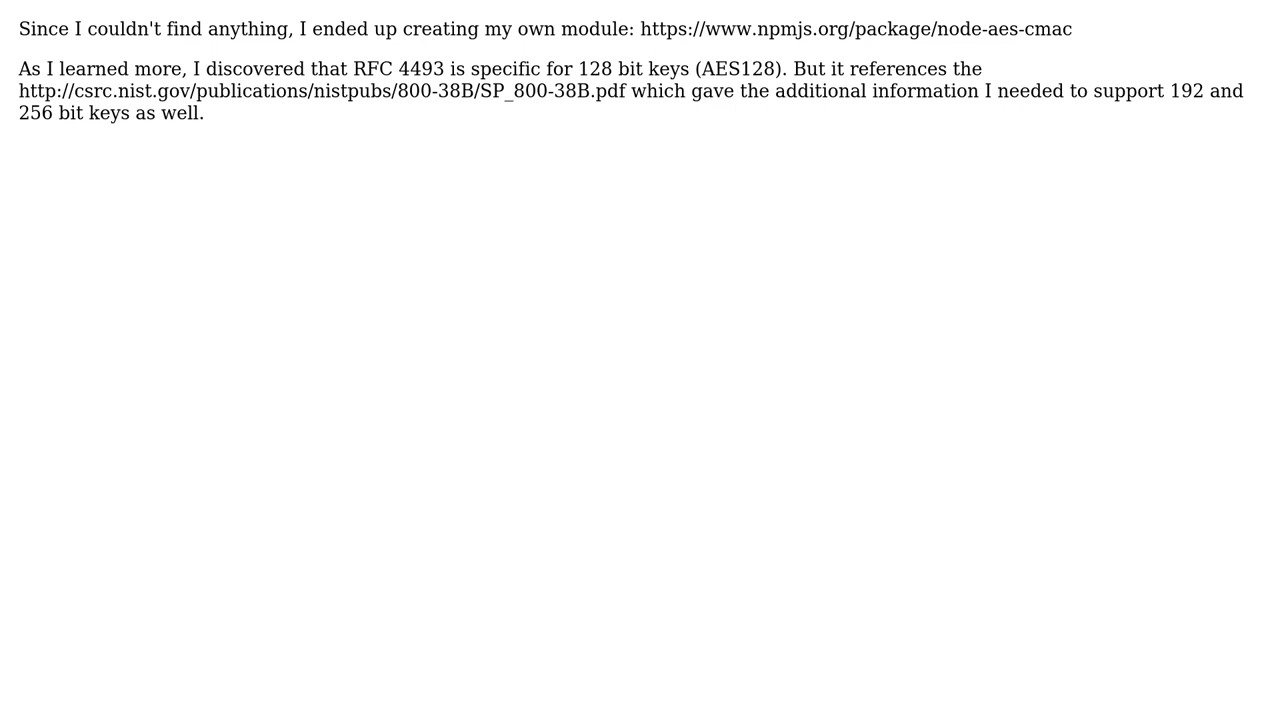 Since I couldn't find anything, I ended up creating my own module: https://www.npmjs.org/package/node-aes-cmac
As I learned more, I discovered that RFC 4493 is specific for 128 bit keys (AES128). But it references the
http://csrc.nist.gov/publications/nistpubs/800-38B/SP_800-38B.pdf which gave the additional information I needed to support 192 and
256 bit keys as well.